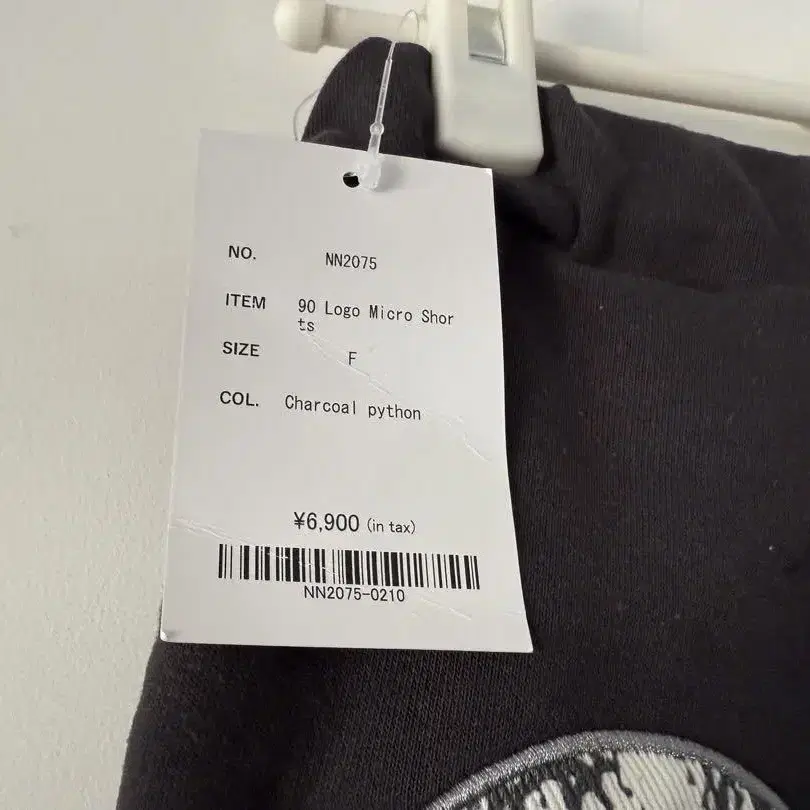 NO. NN2075
ITEM 90 Logo Micro Shor
ts
SIZE F
COL. Charcoal python
¥6,900 (in tax)
NN2075-0210